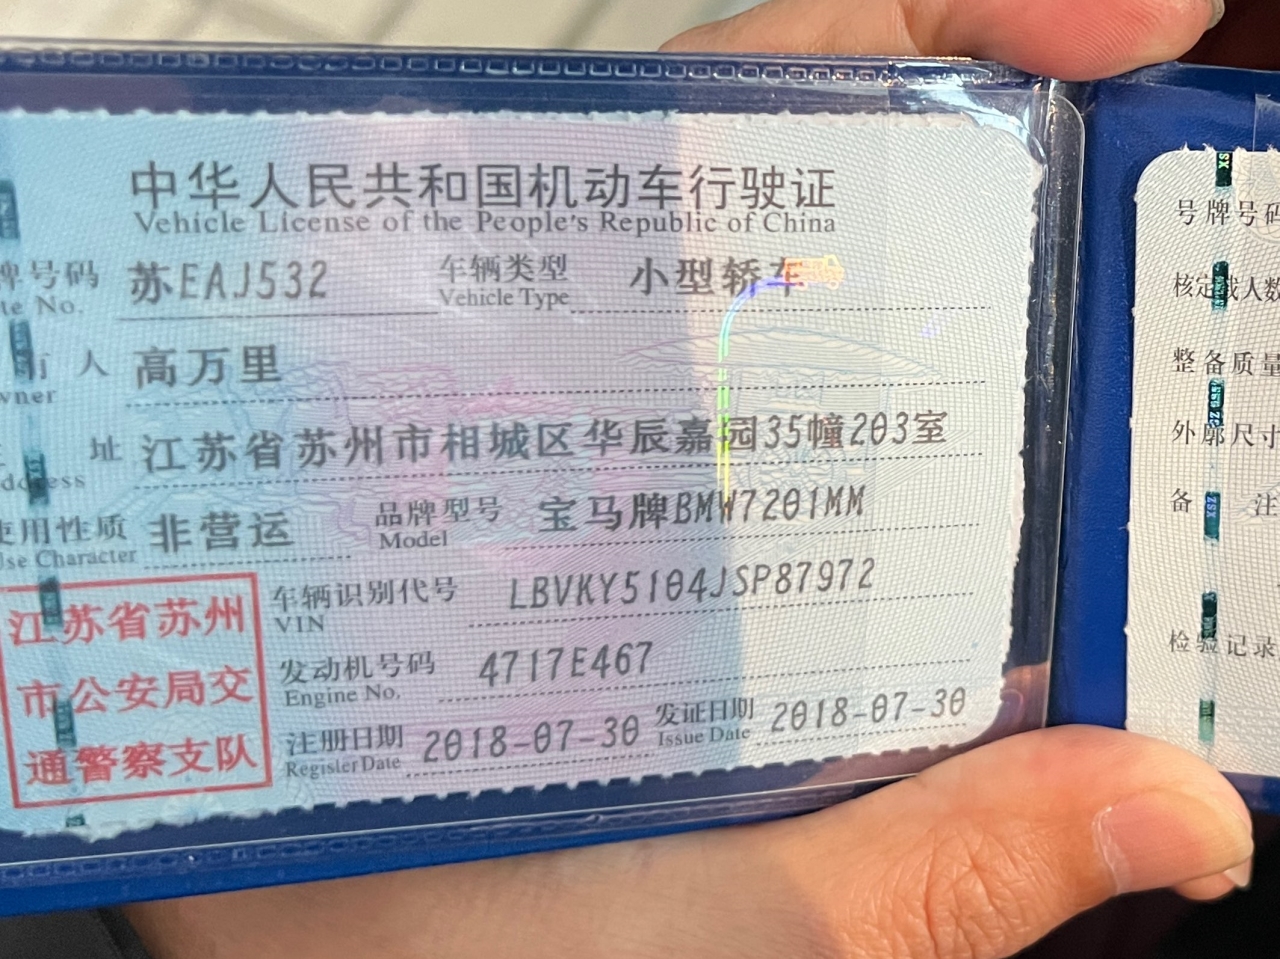 中华人民共和国机动车行驶证
Vehicle License of the People's Republic of China
牌号码 苏EAJ532 车辆类型 小型轿车
te No. Vehicle Type
有 人 高万里
wner
址 江苏省苏州市相城区华辰嘉园35幢203室
ddress
使用性质 非营运 品牌型号 宝马牌BMW7201MM
Use Character Model
江苏省苏州
市公安局交
通警察支队
车辆识别代号 LBVKY5104JSP87972
VIN
发动机号码 4717E467
Engine No.
注册日期 2018-07-30 发证日期 2018-07-30
Register Date Issue Date
号牌号码
核定载人数
整备质量
外廓尺寸
备 注
检验记录